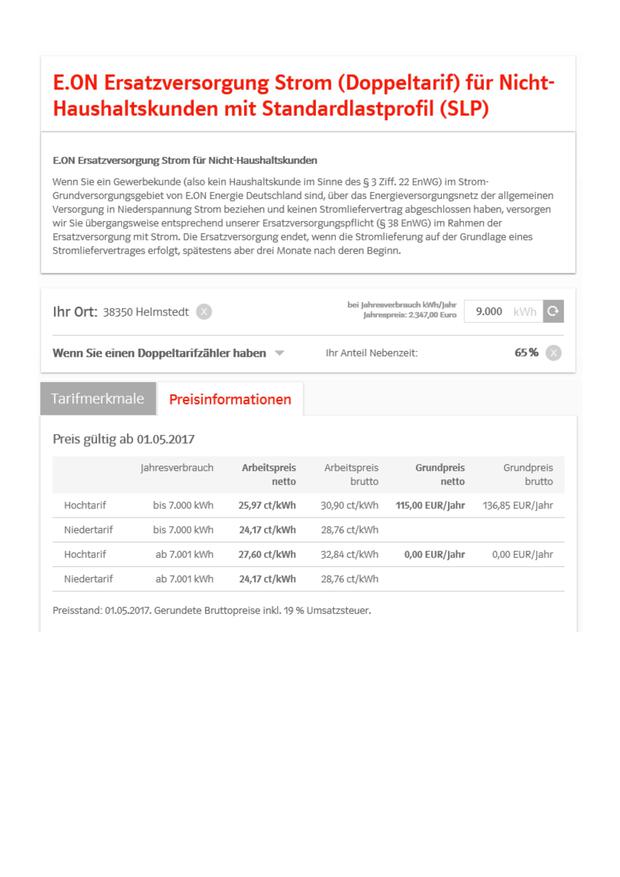 E.ON Ersatzversorgung Strom (Doppeltarif) für Nicht-
Haushaltskunden mit Standardlastprofil (SLP)
E.ON Ersatzversorgung Strom für Nicht-Haushaltskunden
Wenn Sie ein Gewerbekunde (also kein Haushaltskunde im Sinne des § 3 Ziff. 22 EnWG) im Strom-
Grundversorgungsgebiet von E.ON Energie Deutschland sind, über das Energieversorgungsnetz der allgemeinen
Versorgung in Niederspannung Strom beziehen und keinen Stromliefervertrag abgeschlossen haben, versorgen
wir Sie übergangsweise entsprechend unserer Ersatzversorgungspflicht (§ 38 EnWG) im Rahmen der
Ersatzversorgung mit Strom. Die Ersatzversorgung endet, wenn die Stromlieferung auf der Grundlage eines
Stromliefervertrages erfolgt, spätestens aber drei Monate nach deren Beginn.
Ihr Ort: 38350 Helmstedt X
bei Jahresverbrauch kWh/Jahr
Jahrespreis: 2.347,00 Euro
9.000 kWh
Wenn Sie einen Doppeltarifzähler haben Ihr Anteil Nebenzeit: 65 % X
Tarifmerkmale Preisinformationen
Preis gültig ab 01.05.2017
Jahresverbrauch Arbeitspreis netto Arbeitspreis brutto Grundpreis netto Grundpreis brutto
Hochtarif bis 7.000 kWh 25,97 ct/kWh 30,90 ct/kWh 115,00 EUR/Jahr 136,85 EUR/Jahr
Niedertarif bis 7.000 kWh 24,17 ct/kWh 28,76 ct/kWh
Hochtarif ab 7.001 kWh 27,60 ct/kWh 32,84 ct/kWh 0,00 EUR/Jahr 0,00 EUR/Jahr
Niedertarif ab 7.001 kWh 24,17 ct/kWh 28,76 ct/kWh
Preisstand: 01.05.2017. Gerundete Bruttopreise inkl. 19 % Umsatzsteuer.